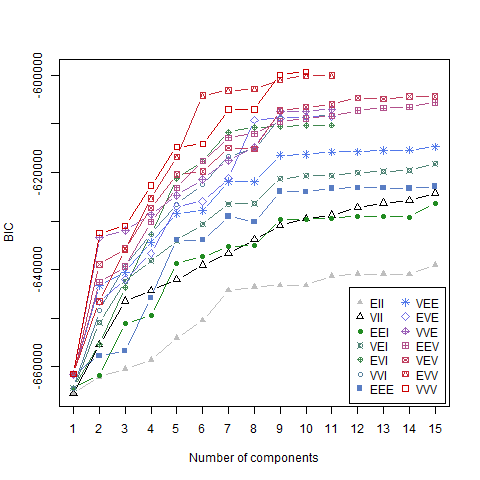 -600000
-620000
-640000
-660000
BIC
1 2 3 4 5 6 7 8 9 10 11 12 13 14 15
Number of components
EII VEE
VII EVE
EEI VVE
VEI EEV
EVI VEV
VVI EVV
EEE VVV